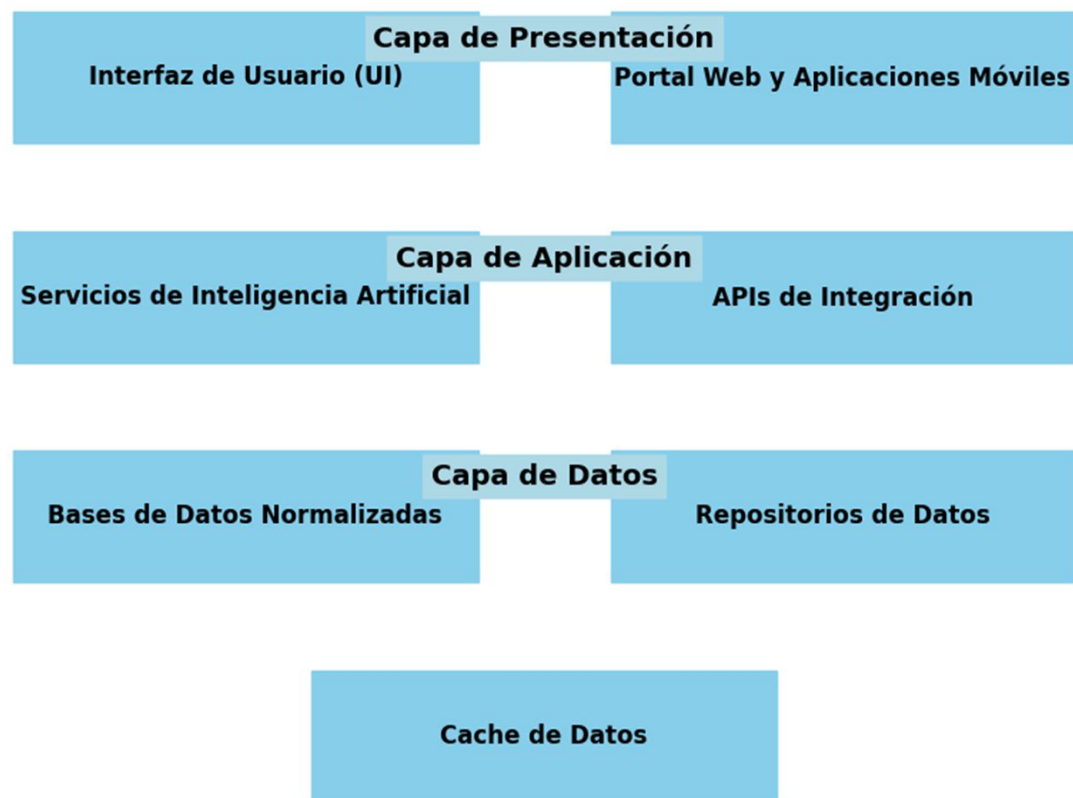 Capa de Presentación
Interfaz de Usuario (UI)
Portal Web y Aplicaciones Móviles
Capa de Aplicación
Servicios de Inteligencia Artificial
APIs de Integración
Capa de Datos
Bases de Datos Normalizadas
Repositorios de Datos
Cache de Datos